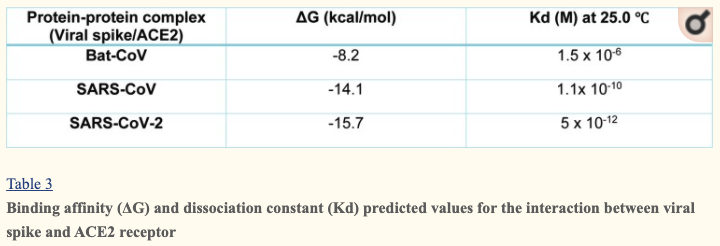 Protein-protein complex ΔG (kcal/mol) Kd (M) at 25.0 ºC
(Viral spike/ACE2)
Bat-CoV -8.2 1.5 x 10-6
SARS-CoV -14.1 1.1x 10-10
SARS-CoV-2 -15.7 5 x 10-12
Table 3
Binding affinity (ΔG) and dissociation constant (Kd) predicted values for the interaction between viral
spike and ACE2 receptor